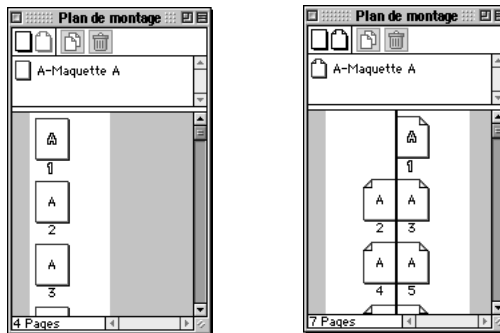 Plan de montage
A-Maquette A
A
1
A
2
A
3
4 Pages
Plan de montage
A-Maquette A
A
1
A A
2 3
A A
4 5
7 Pages